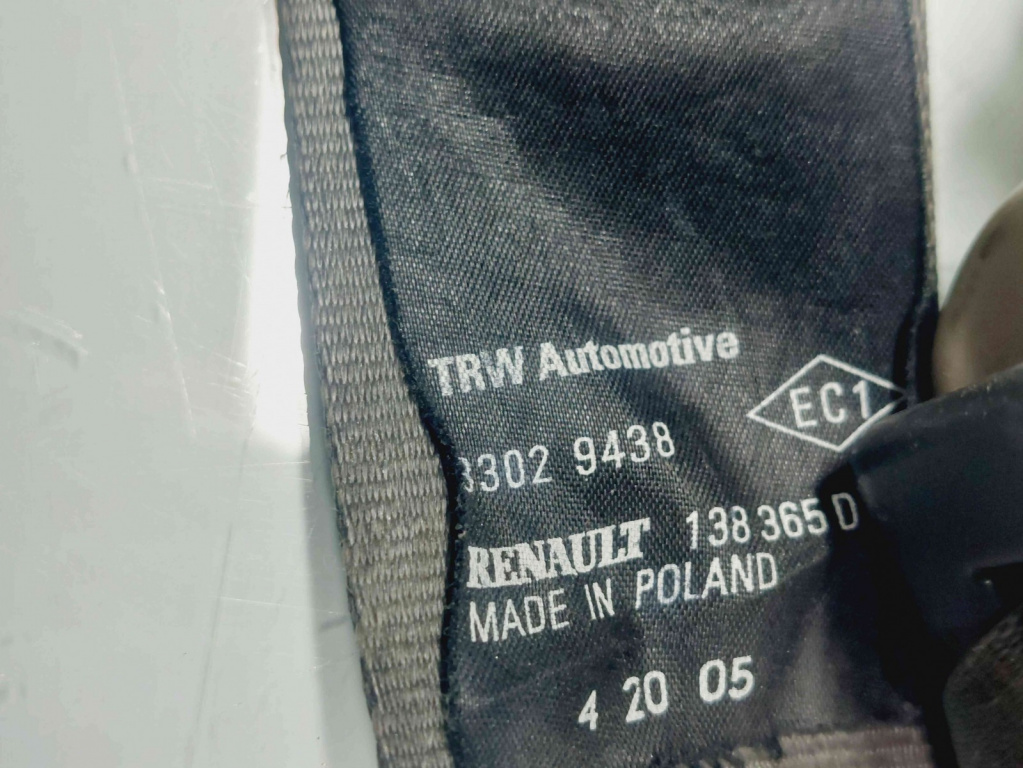 TRW Automotive
EC1
3302 9438
RENAULT 138 365 D
MADE IN POLAND
4 20 05